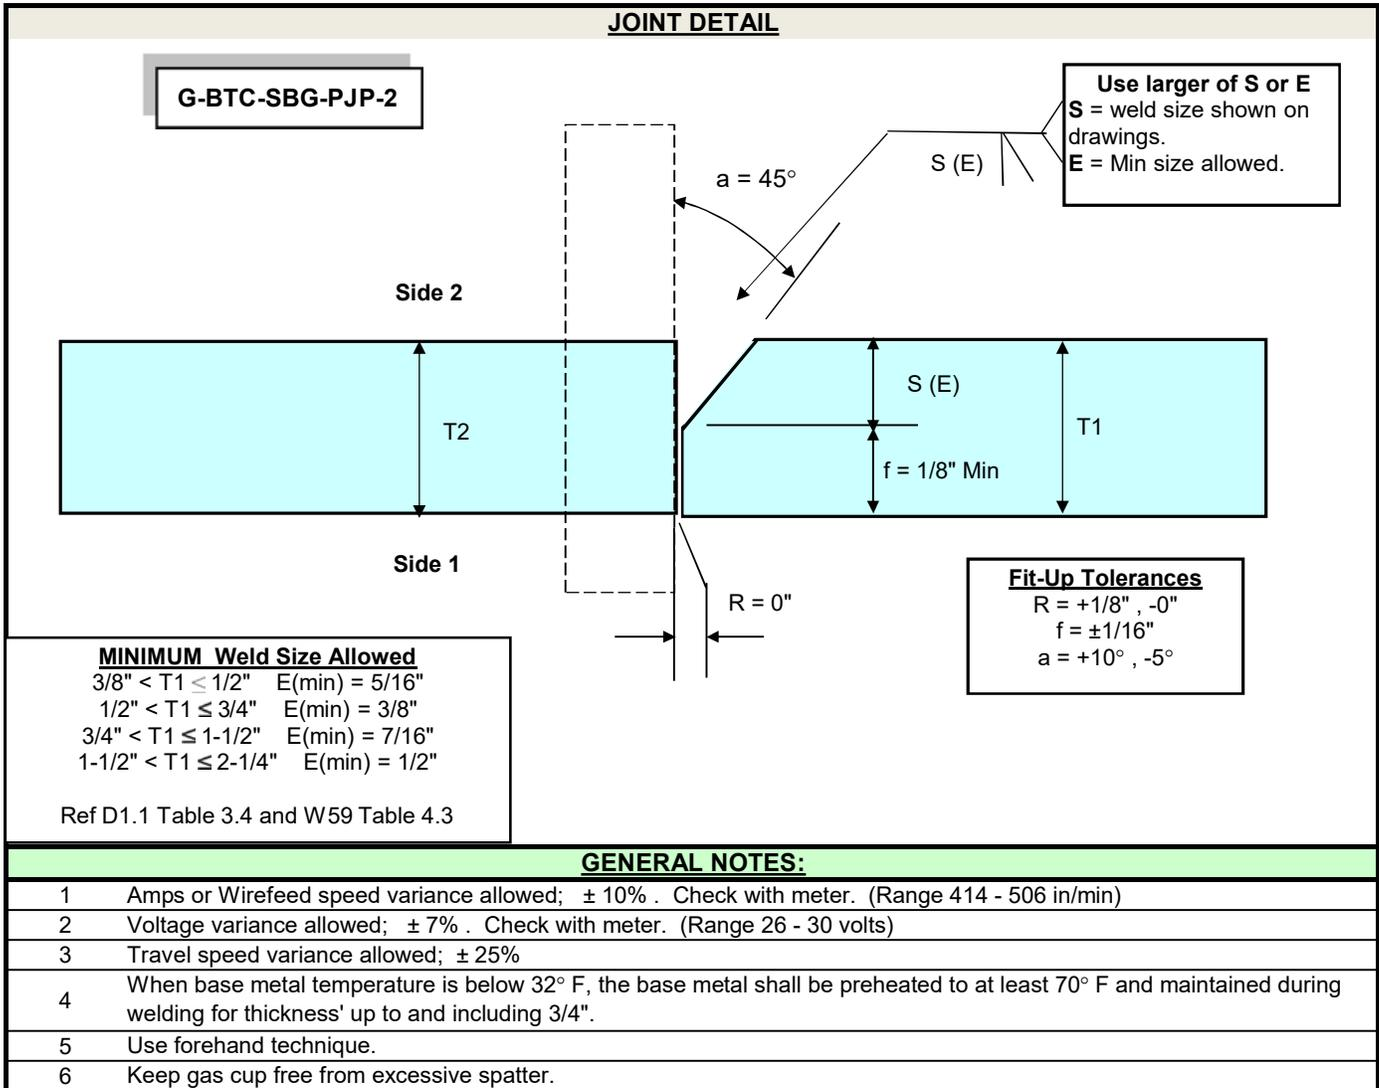 JOINT DETAIL
G-BTC-SBG-PJP-2
Use larger of S or E
S = weld size shown on
drawings.
E = Min size allowed.
S (E)
a = 45°
Side 2
S (E)
T2
T1
f = 1/8" Min
Side 1
R = 0"
Fit-Up Tolerances
R = +1/8" , -0"
f = ±1/16"
a = +10° , -5°
MINIMUM Weld Size Allowed
3/8" < T1 ≤ 1/2" E(min) = 5/16"
1/2" < T1 ≤ 3/4" E(min) = 3/8"
3/4" < T1 ≤ 1-1/2" E(min) = 7/16"
1-1/2" < T1 ≤ 2-1/4" E(min) = 1/2"
Ref D1.1 Table 3.4 and W59 Table 4.3
GENERAL NOTES:
1 Amps or Wirefeed speed variance allowed; ± 10% . Check with meter. (Range 414 - 506 in/min)
2 Voltage variance allowed; ± 7% . Check with meter. (Range 26 - 30 volts)
3 Travel speed variance allowed; ± 25%
4 When base metal temperature is below 32° F, the base metal shall be preheated to at least 70° F and maintained during
welding for thickness' up to and including 3/4".
5 Use forehand technique.
6 Keep gas cup free from excessive spatter.